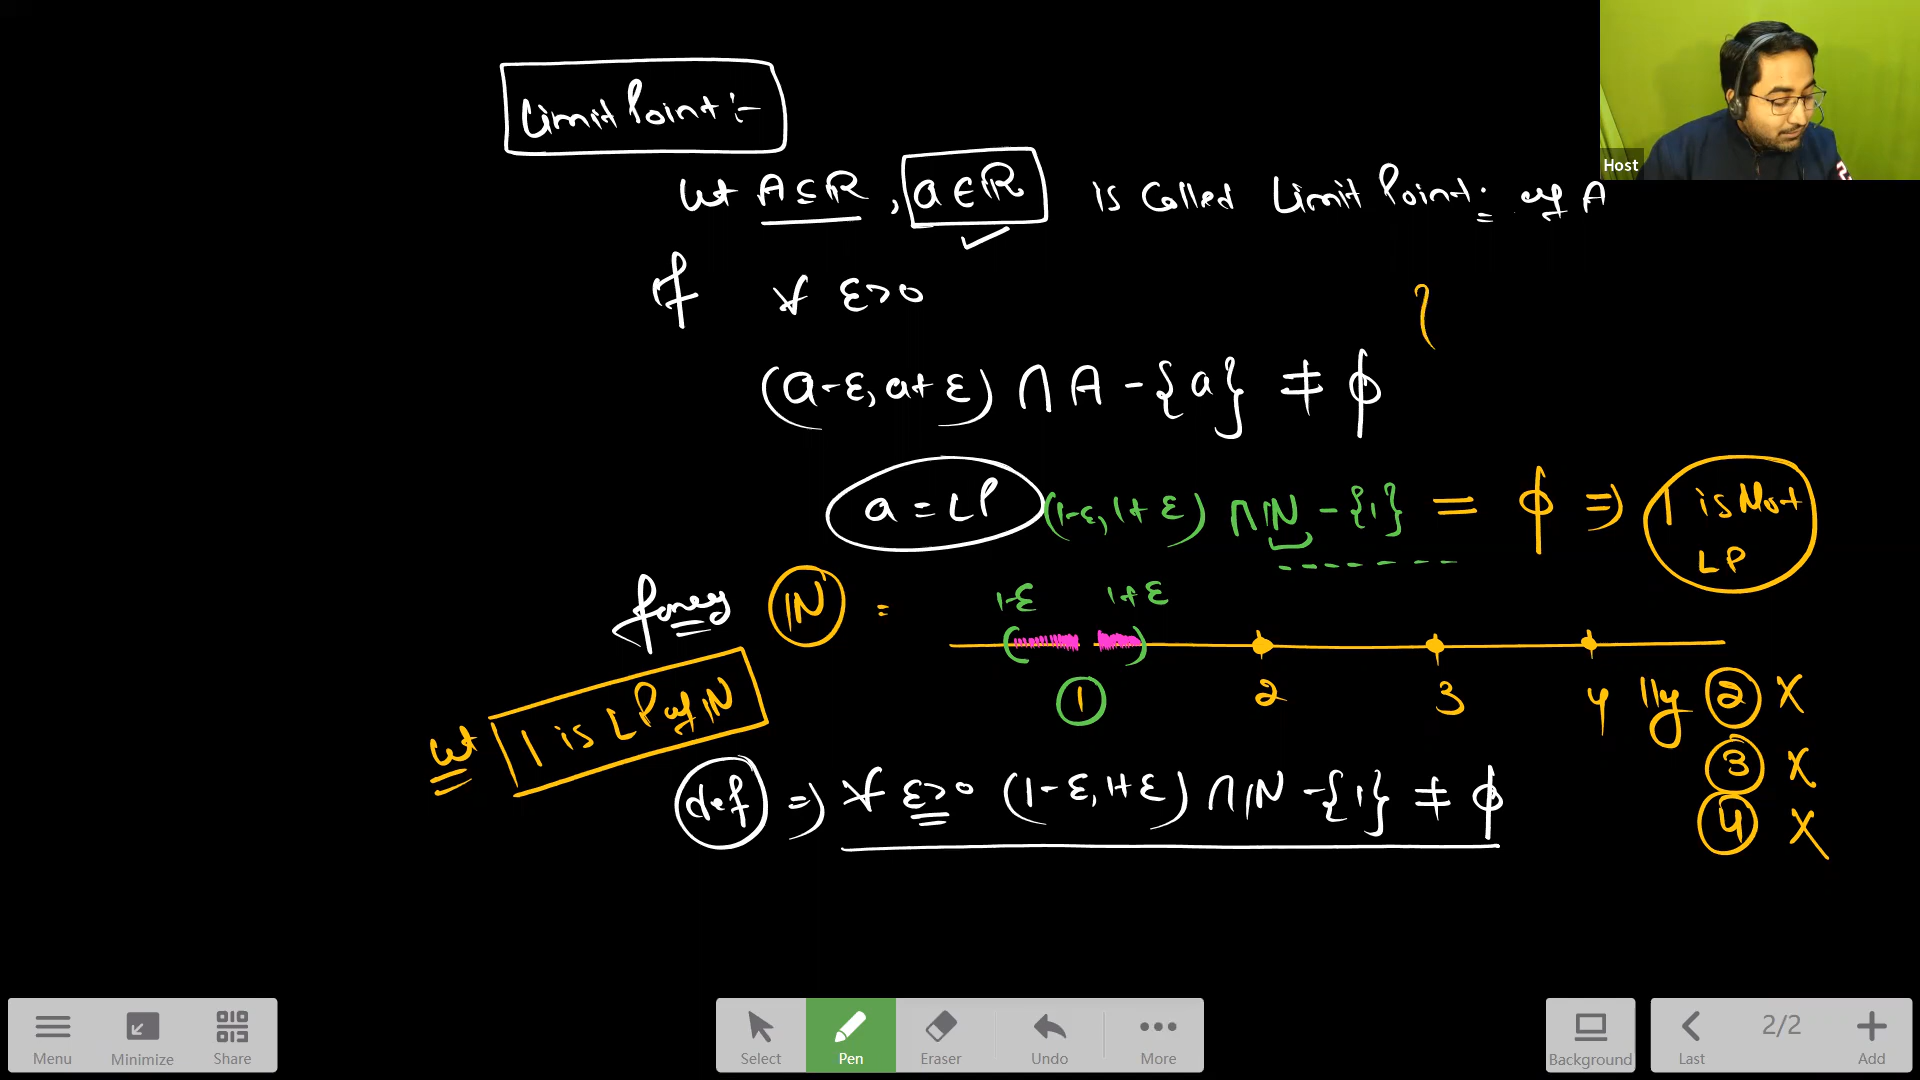 Limit Point :-
let A ⊆ ℝ , a ∈ ℝ is Called Limit Point : of A
Host
if ∀ ε>0
(a-ε, a+ε) ∩ A - {a} ≠ ϕ
a = LP (1-ε, 1+ε) ∩ ℕ - {1} = ϕ ⇒ 1 is Not
LP
1-ε 1+ε
ℕ =
1 2 3 4 lly 2 X
let 1 is LP of ℕ
3 X
def ⇒ ∀ ε>0 (1-ε, 1+ε) ∩ ℕ - {1} ≠ ϕ
4 X
Menu Minimize Share Select Pen Eraser Undo More Background Last 2/2 Add